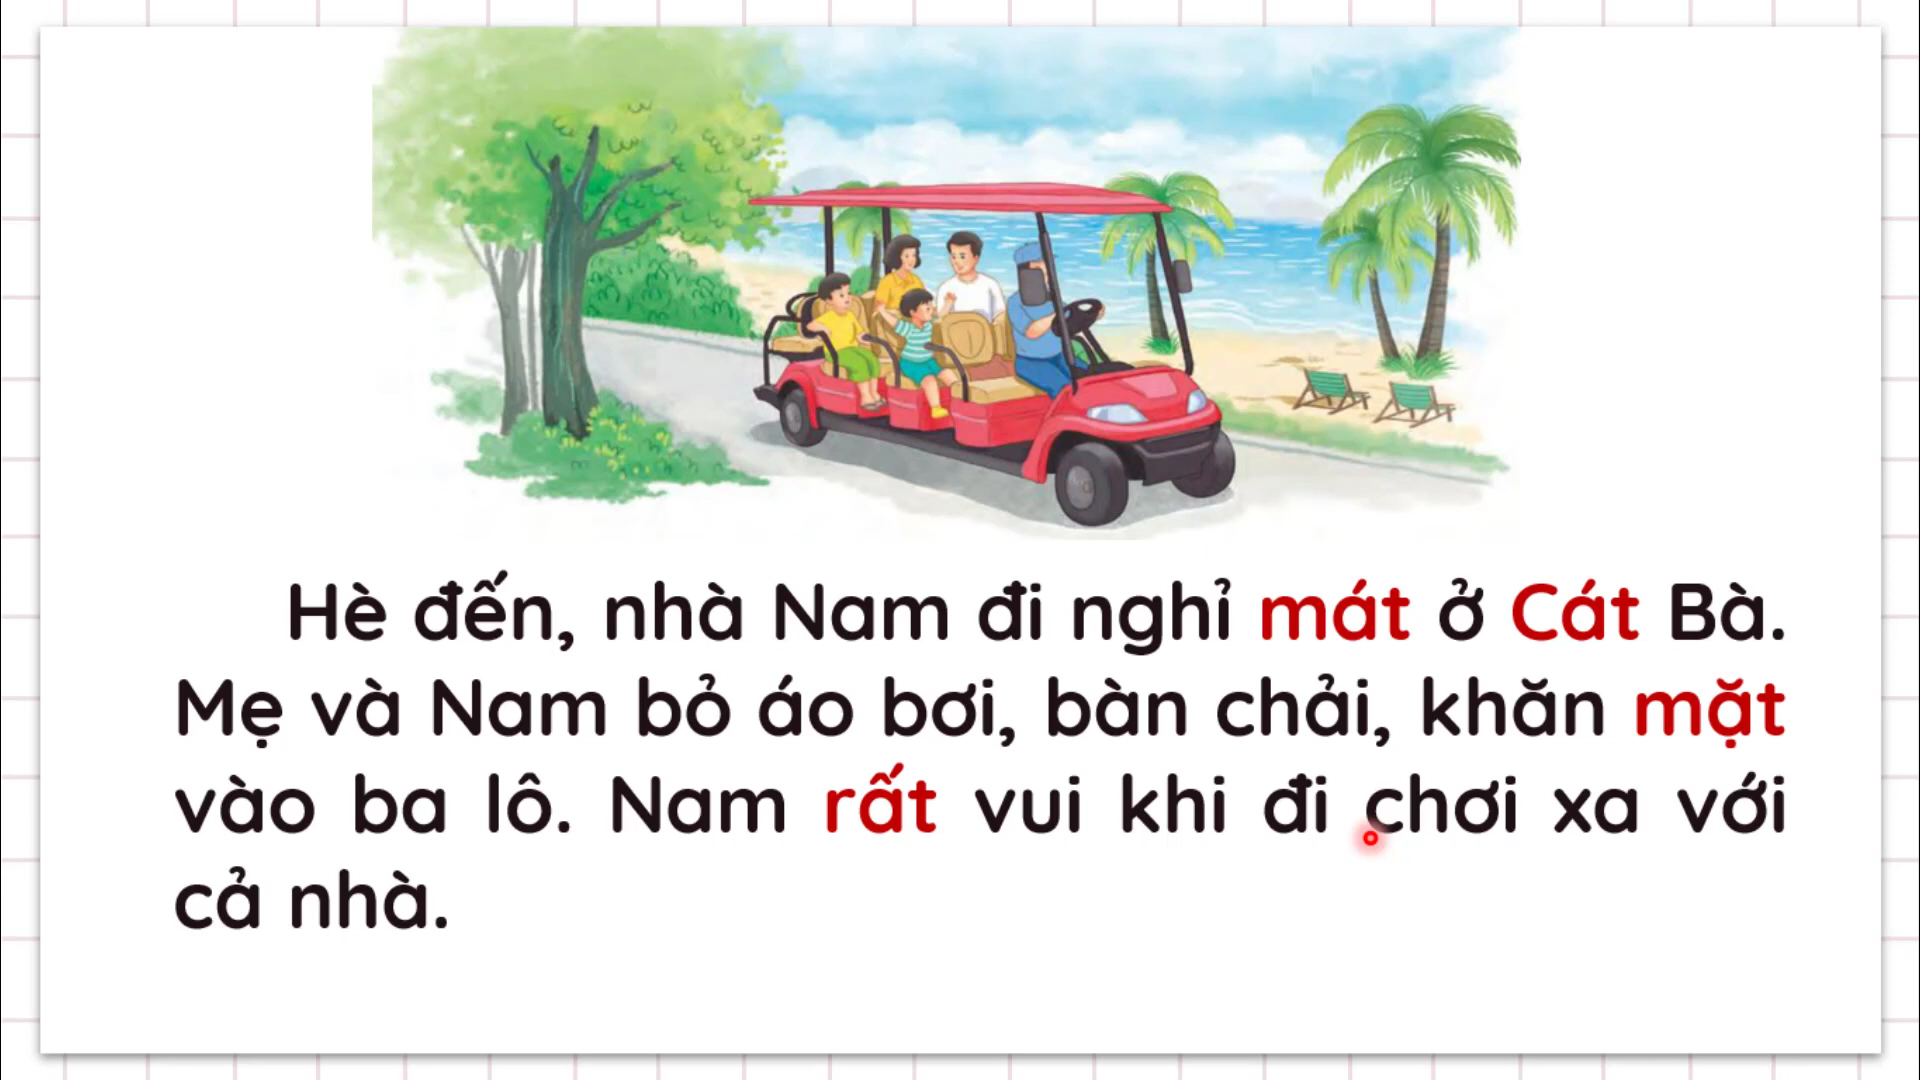 Hè đến, nhà Nam đi nghỉ mát ở Cát Bà.
Mẹ và Nam bỏ áo bơi, bàn chải, khăn mặt
vào ba lô. Nam rất vui khi đi chơi xa với
cả nhà.